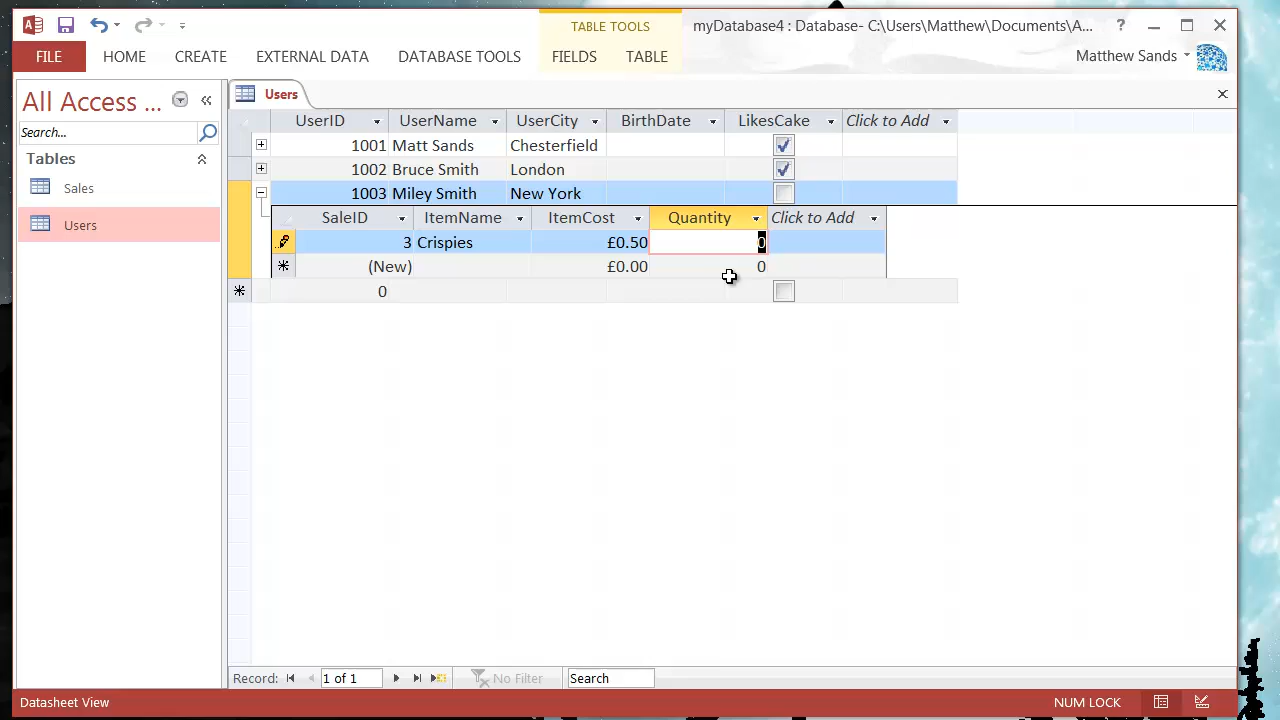 myDatabase4 : Database- C:\Users\Matthew\Documents\A...
TABLE TOOLS
FILE HOME CREATE EXTERNAL DATA DATABASE TOOLS FIELDS TABLE
Matthew Sands
All Access ...
Search...
Tables
Sales
Users
Users
UserID UserName UserCity BirthDate LikesCake Click to Add
1001 Matt Sands Chesterfield
1002 Bruce Smith London
1003 Miley Smith New York
SaleID ItemName ItemCost Quantity Click to Add
3 Crispies £0.50 0
(New) £0.00 0
0
Record: 1 of 1 No Filter Search
Datasheet View
NUM LOCK